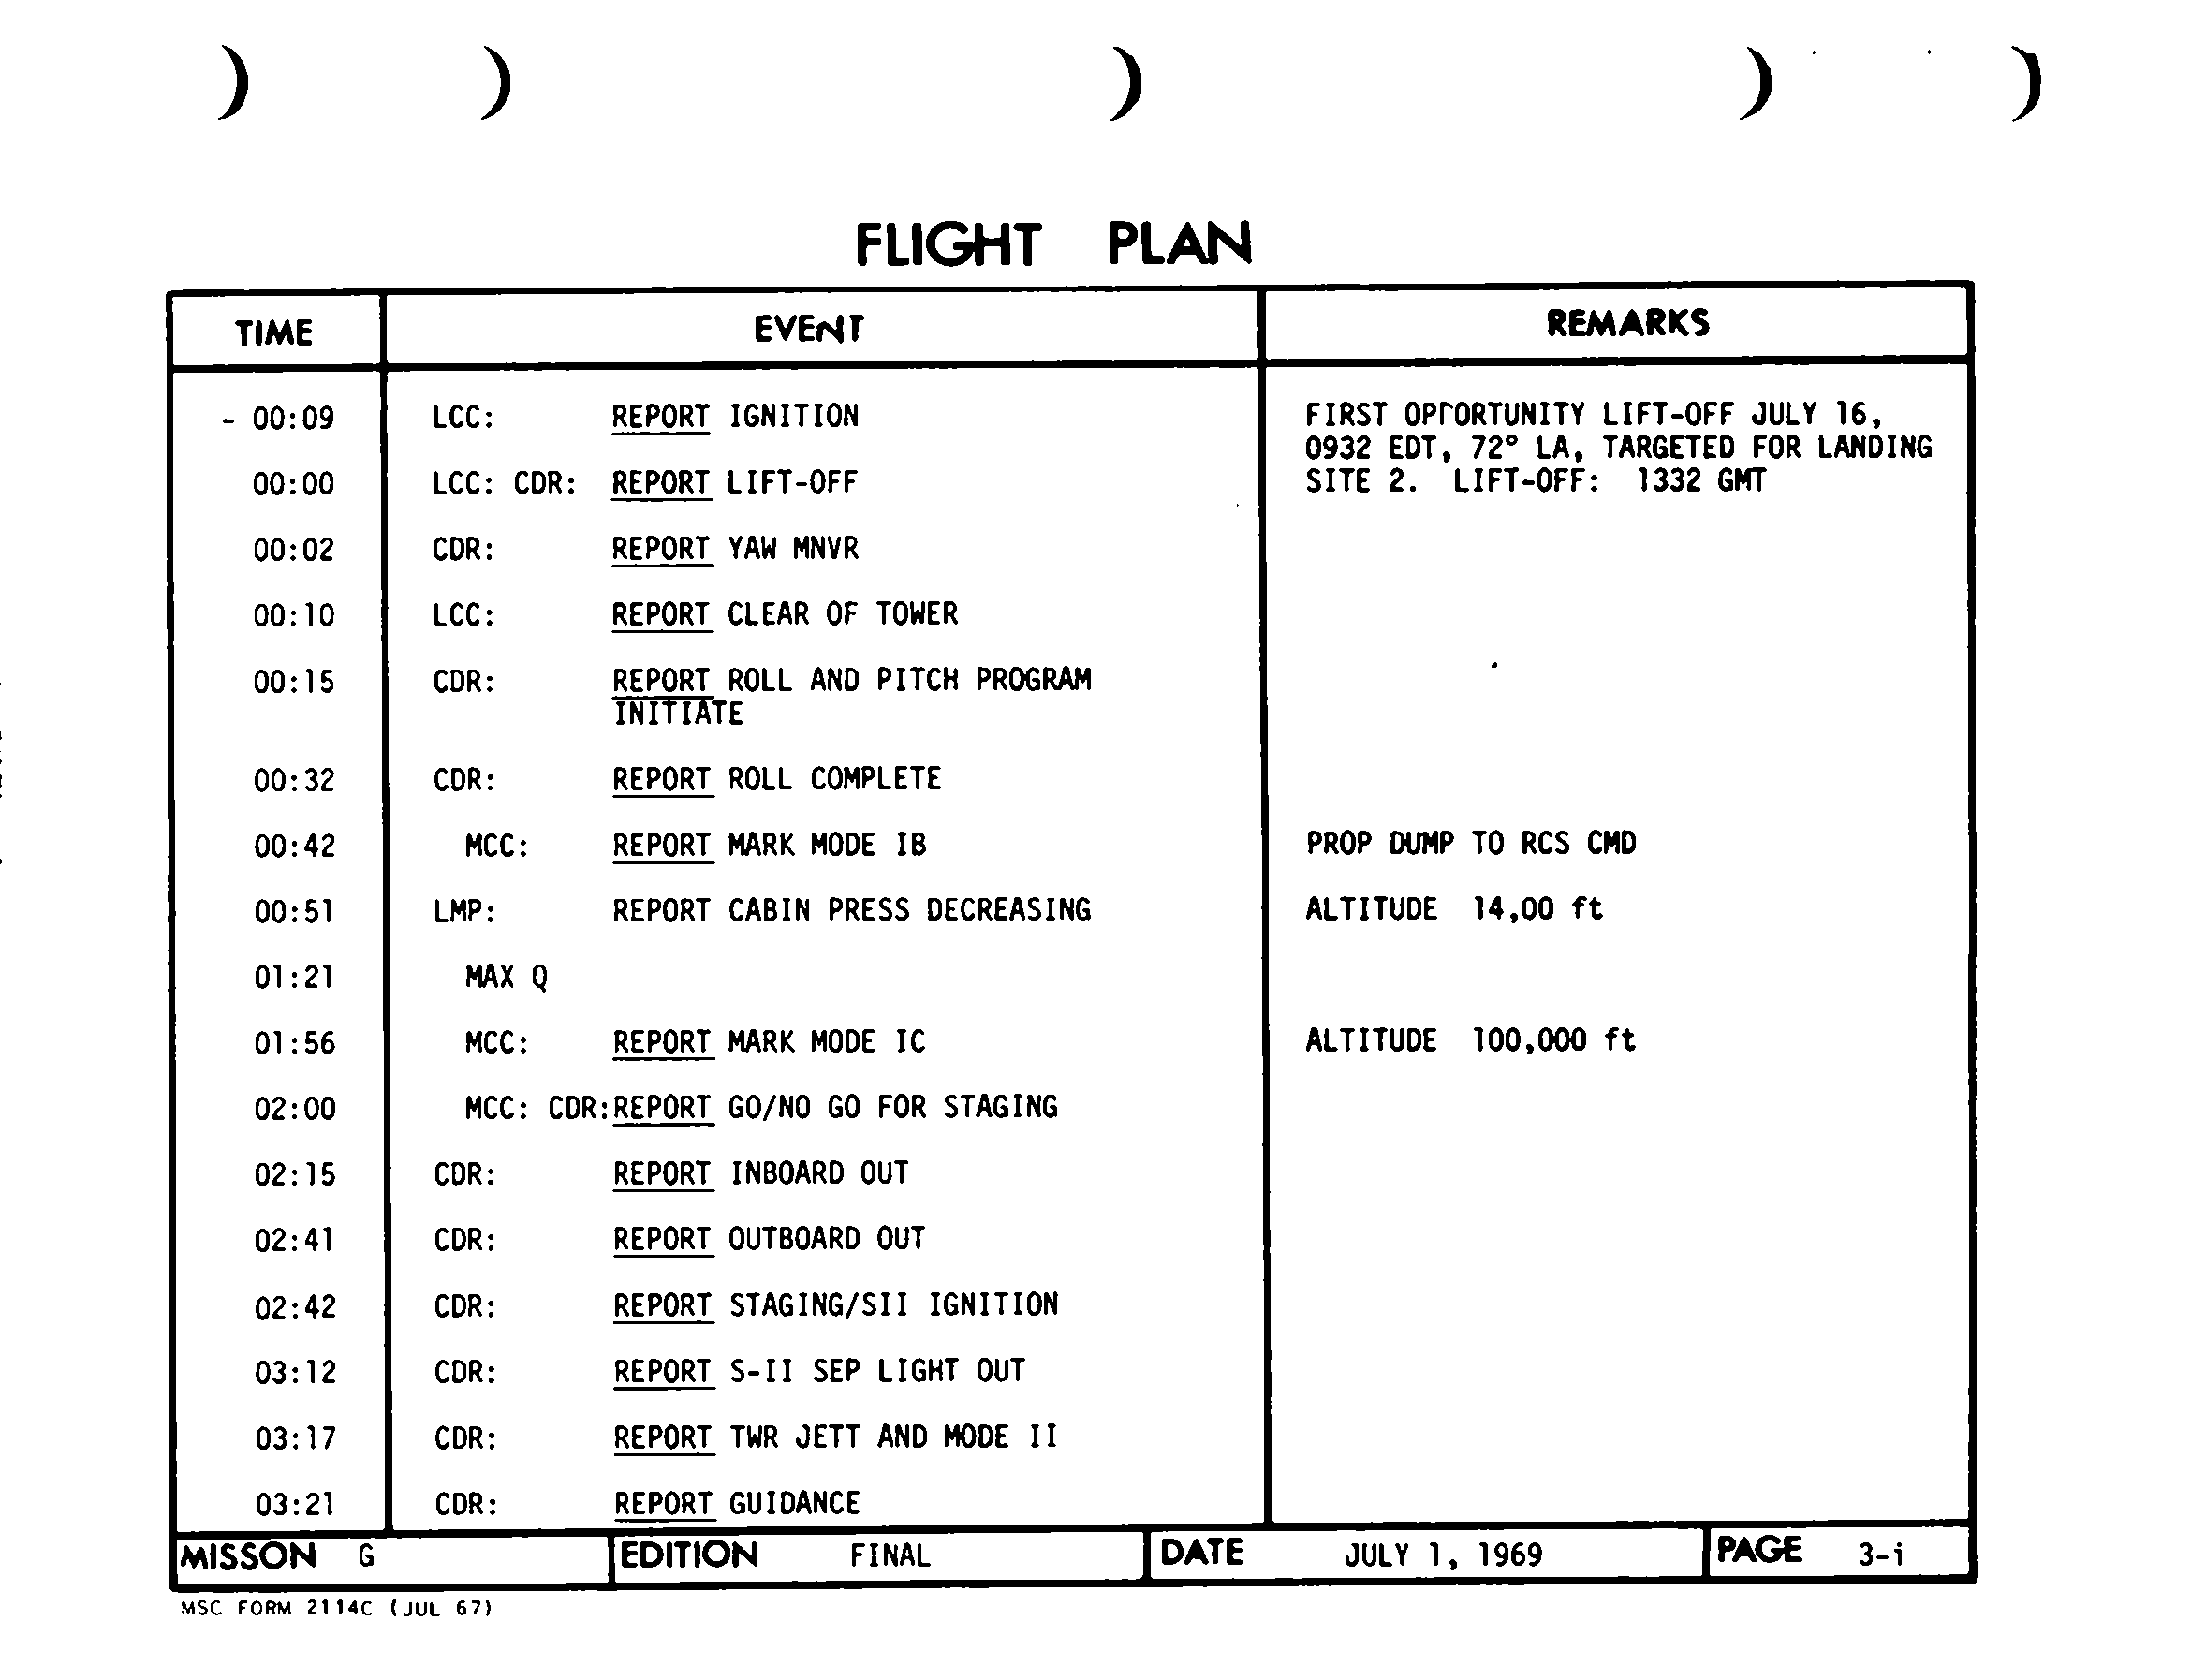 FLIGHT PLAN
TIME EVENT REMARKS
- 00:09 LCC: REPORT IGNITION FIRST OPPORTUNITY LIFT-OFF JULY 16,
0932 EDT, 72° LA, TARGETED FOR LANDING
00:00 LCC: CDR: REPORT LIFT-OFF SITE 2. LIFT-OFF: 1332 GMT
00:02 CDR: REPORT YAW MNVR
00:10 LCC: REPORT CLEAR OF TOWER
00:15 CDR: REPORT ROLL AND PITCH PROGRAM
INITIATE
00:32 CDR: REPORT ROLL COMPLETE
00:42 MCC: REPORT MARK MODE IB PROP DUMP TO RCS CMD
00:51 LMP: REPORT CABIN PRESS DECREASING ALTITUDE 14,00 ft
01:21 MAX Q
01:56 MCC: REPORT MARK MODE IC ALTITUDE 100,000 ft
02:00 MCC: CDR:REPORT GO/NO GO FOR STAGING
02:15 CDR: REPORT INBOARD OUT
02:41 CDR: REPORT OUTBOARD OUT
02:42 CDR: REPORT STAGING/SII IGNITION
03:12 CDR: REPORT S-II SEP LIGHT OUT
03:17 CDR: REPORT TWR JETT AND MODE II
03:21 CDR: REPORT GUIDANCE
MISSON G EDITION FINAL DATE JULY 1, 1969 PAGE 3-i
MSC FORM 2114C (JUL 67)